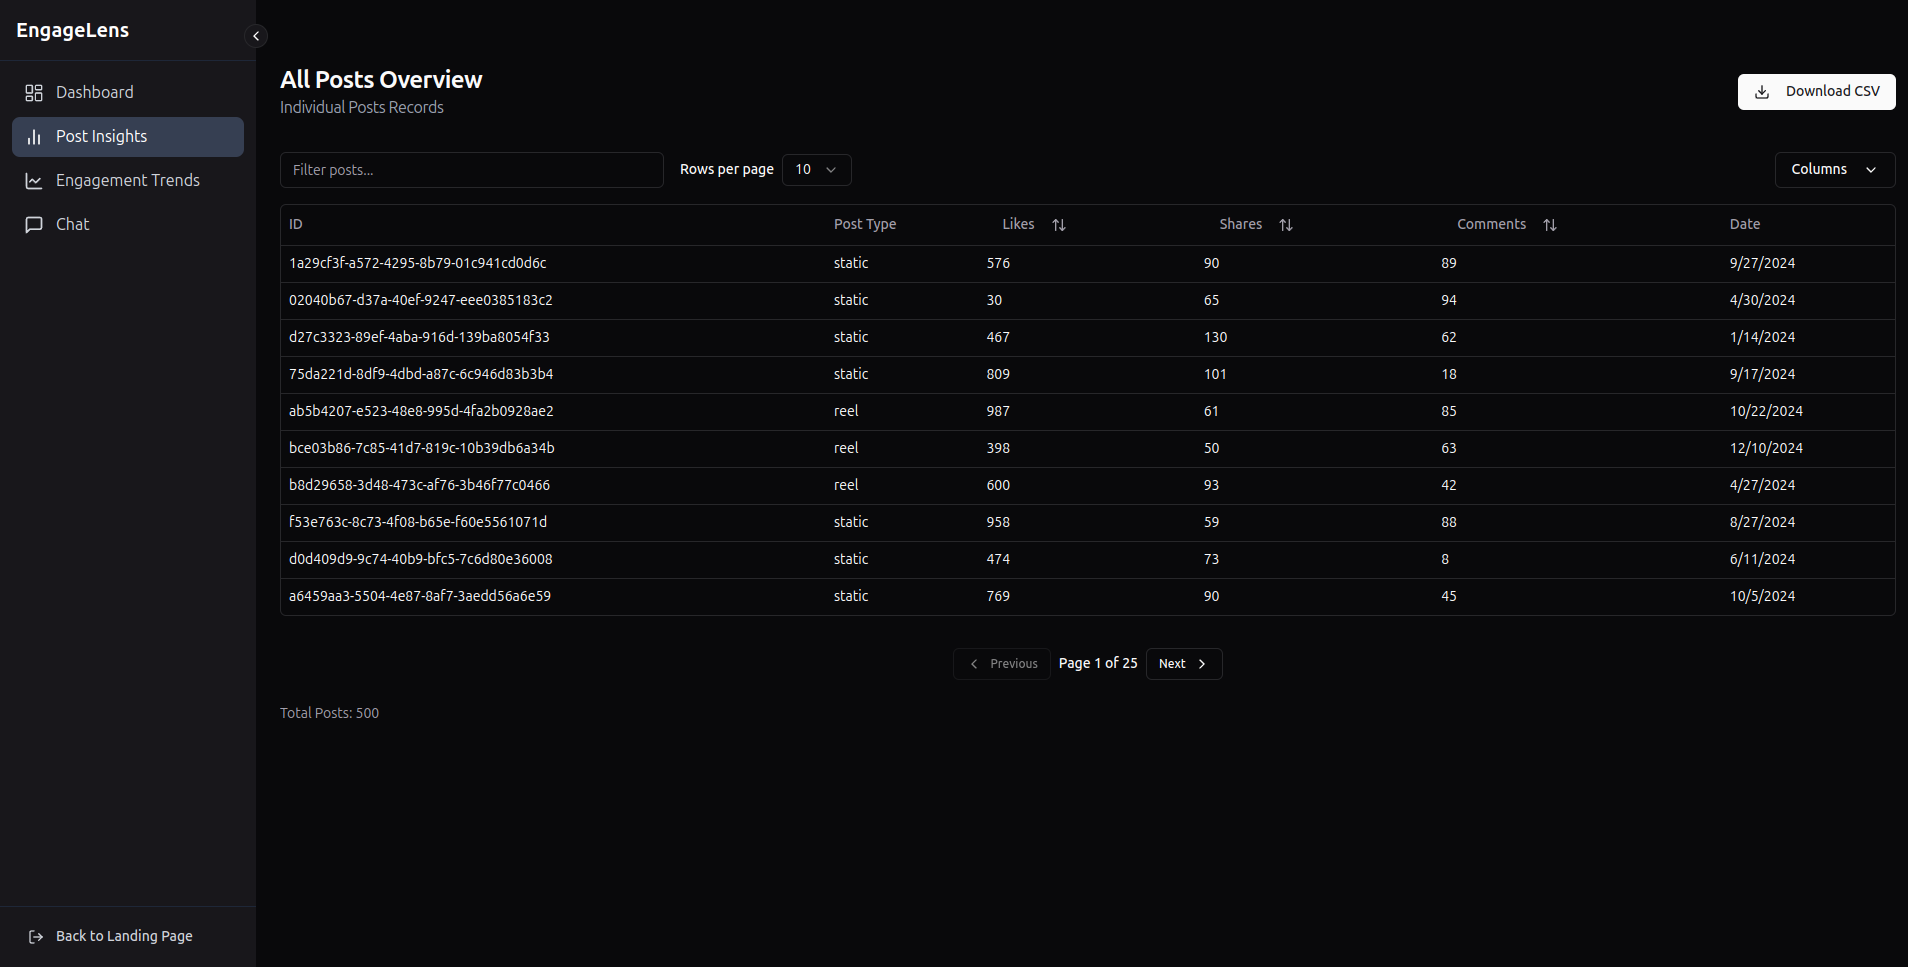 EngageLens
Dashboard
Post Insights
Engagement Trends
Chat
Back to Landing Page
All Posts Overview
Individual Posts Records
Download CSV
Filter posts...
Rows per page 10
Columns
ID Post Type Likes Shares Comments Date
1a29cf3f-a572-4295-8b79-01c941cd0d6c static 576 90 89 9/27/2024
02040b67-d37a-40ef-9247-eee0385183c2 static 30 65 94 4/30/2024
d27c3323-89ef-4aba-916d-139ba8054f33 static 467 130 62 1/14/2024
75da221d-8df9-4dbd-a87c-6c946d83b3b4 static 809 101 18 9/17/2024
ab5b4207-e523-48e8-995d-4fa2b0928ae2 reel 987 61 85 10/22/2024
bce03b86-7c85-41d7-819c-10b39db6a34b reel 398 50 63 12/10/2024
b8d29658-3d48-473c-af76-3b46f77c0466 reel 600 93 42 4/27/2024
f53e763c-8c73-4f08-b65e-f60e5561071d static 958 59 88 8/27/2024
d0d409d9-9c74-40b9-bfc5-7c6d80e36008 static 474 73 8 6/11/2024
a6459aa3-5504-4e87-8af7-3aedd56a6e59 static 769 90 45 10/5/2024
Previous Page 1 of 25 Next
Total Posts: 500